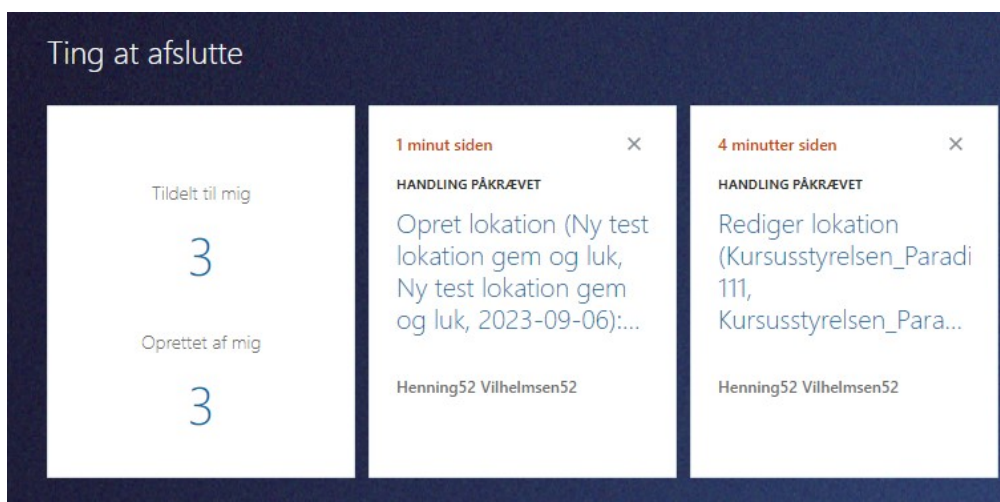 Ting at afslutte
Tildelt til mig
3
Oprettet af mig
3
1 minut siden
HANDLING PÅKRÆVET
Opret lokation (Ny test
lokation gem og luk,
Ny test lokation gem
og luk, 2023-09-06):...
Henning52 Vilhelmsen52
4 minutter siden
HANDLING PÅKRÆVET
Rediger lokation
(Kursusstyrelsen_Paradi
111,
Kursusstyrelsen_Para...
Henning52 Vilhelmsen52